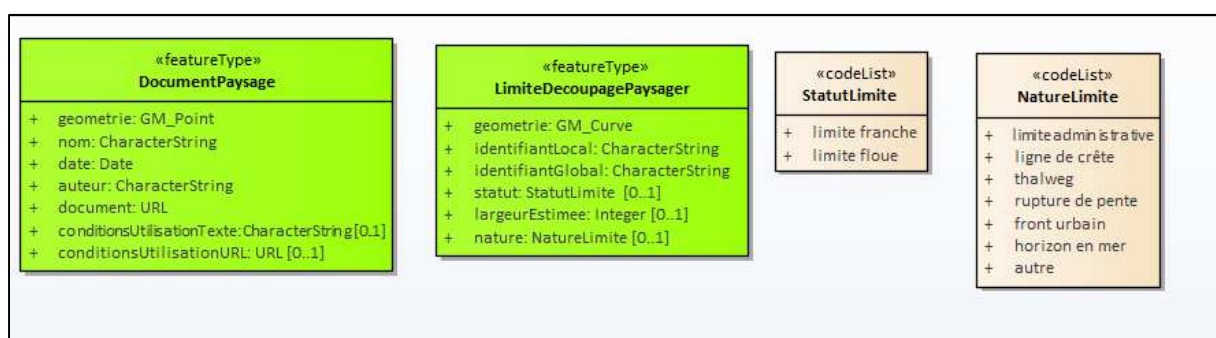 «featureType»
DocumentPaysage
+ geometrie: GM_Point
+ nom: CharacterString
+ date: Date
+ auteur: CharacterString
+ document: URL
+ conditionsUtilisationTexte:CharacterString[0.1]
+ conditionsUtilisationURL: URL [0..1]
«featureType»
LimiteDecoupagePaysager
+ geometrie: GM_Curve
+ identifiantLocal: CharacterString
+ identifiantGlobal: CharacterString
+ statut: StatutLimite [0..1]
+ largeurEstimee: Integer [0..1]
+ nature: NatureLimite [0..1]
«codeList»
StatutLimite
+ limite franche
+ limite floue
«codeList»
NatureLimite
+ limite administrative
+ ligne de crête
+ thalweg
+ rupture de pente
+ front urbain
+ horizon en mer
+ autre